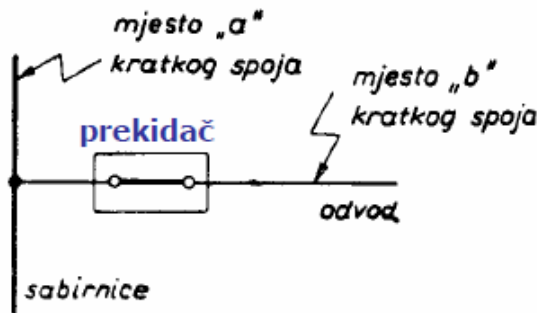 mjesto „a"
kratkog spoja
mjesto „b"
kratkog spoja
prekidač
odvod
sabirnice